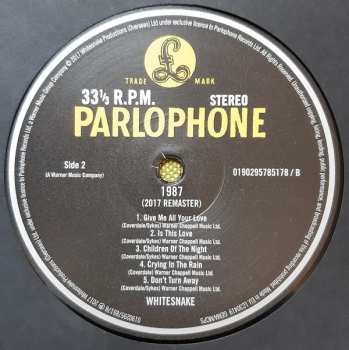 TRADE MARK
33⅓ R.P.M. STEREO
PARLOPHONE
Side 2
(A Warner Music Company)
0190295785178 / B
1987
(2017 REMASTER)
1. Give Me All Your Love
(Coverdale/Sykes) Warner Chappell Music Ltd.
2. Is This Love
(Coverdale/Sykes) Warner Chappell Music Ltd.
3. Children Of The Night
(Coverdale/Sykes) Warner Chappell Music Ltd.
4. Crying In The Rain
(Coverdale) Warner Chappell Music Ltd.
5. Don't Turn Away
(Coverdale/Sykes) Warner Chappell Music Ltd.
WHITESNAKE